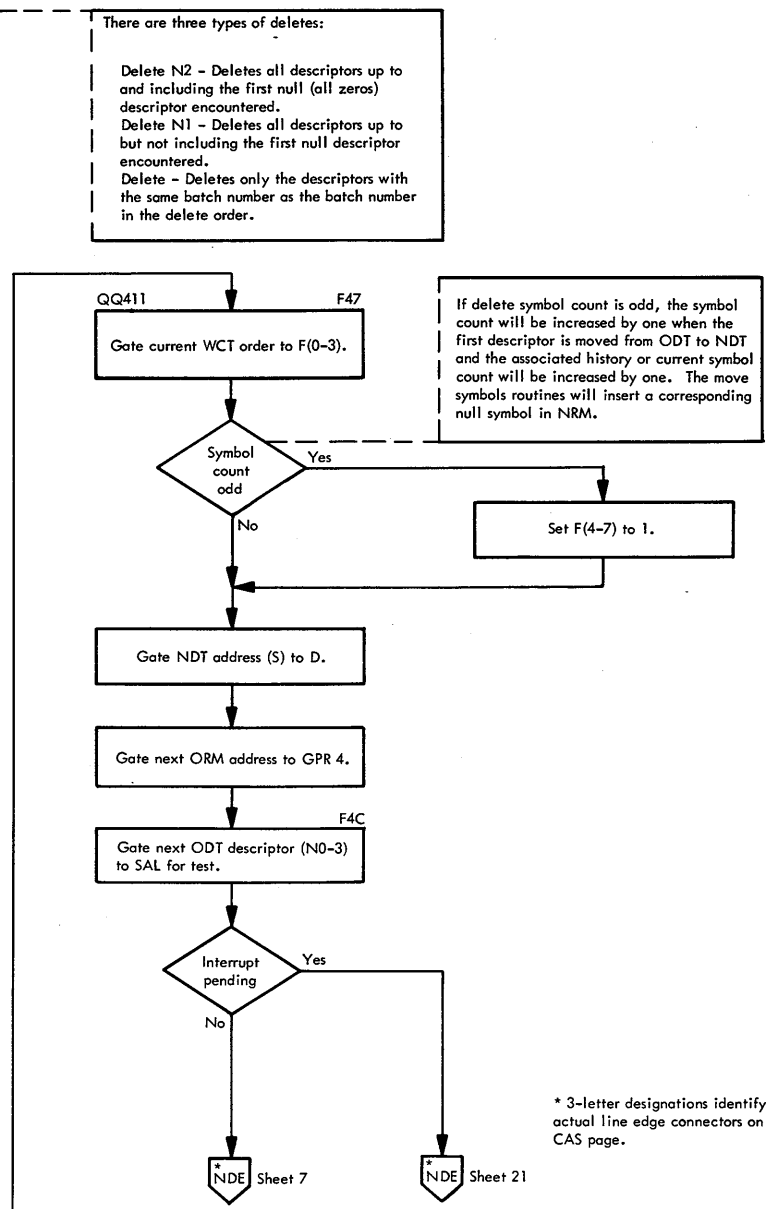 There are three types of deletes:
Delete N2 - Deletes all descriptors up to
and including the first null (all zeros)
descriptor encountered.
Delete N1 - Deletes all descriptors up to
but not including the first null descriptor
encountered.
Delete - Deletes only the descriptors with
the same batch number as the batch number
in the delete order.
QQ411 F47
Gate current WCT order to F(0-3).
If delete symbol count is odd, the symbol
count will be increased by one when the
first descriptor is moved from ODT to NDT
and the associated history or current symbol
count will be increased by one. The move
symbols routines will insert a corresponding
null symbol in NRM.
Symbol
count
odd
Yes
No
Set F(4-7) to 1.
Gate NDT address (S) to D.
Gate next ORM address to GPR 4.
F4C
Gate next ODT descriptor (N0-3)
to SAL for test.
Interrupt
pending
Yes
No
* 3-letter designations identify
actual line edge connectors on
CAS page.
*
NDE Sheet 7
*
NDE Sheet 21